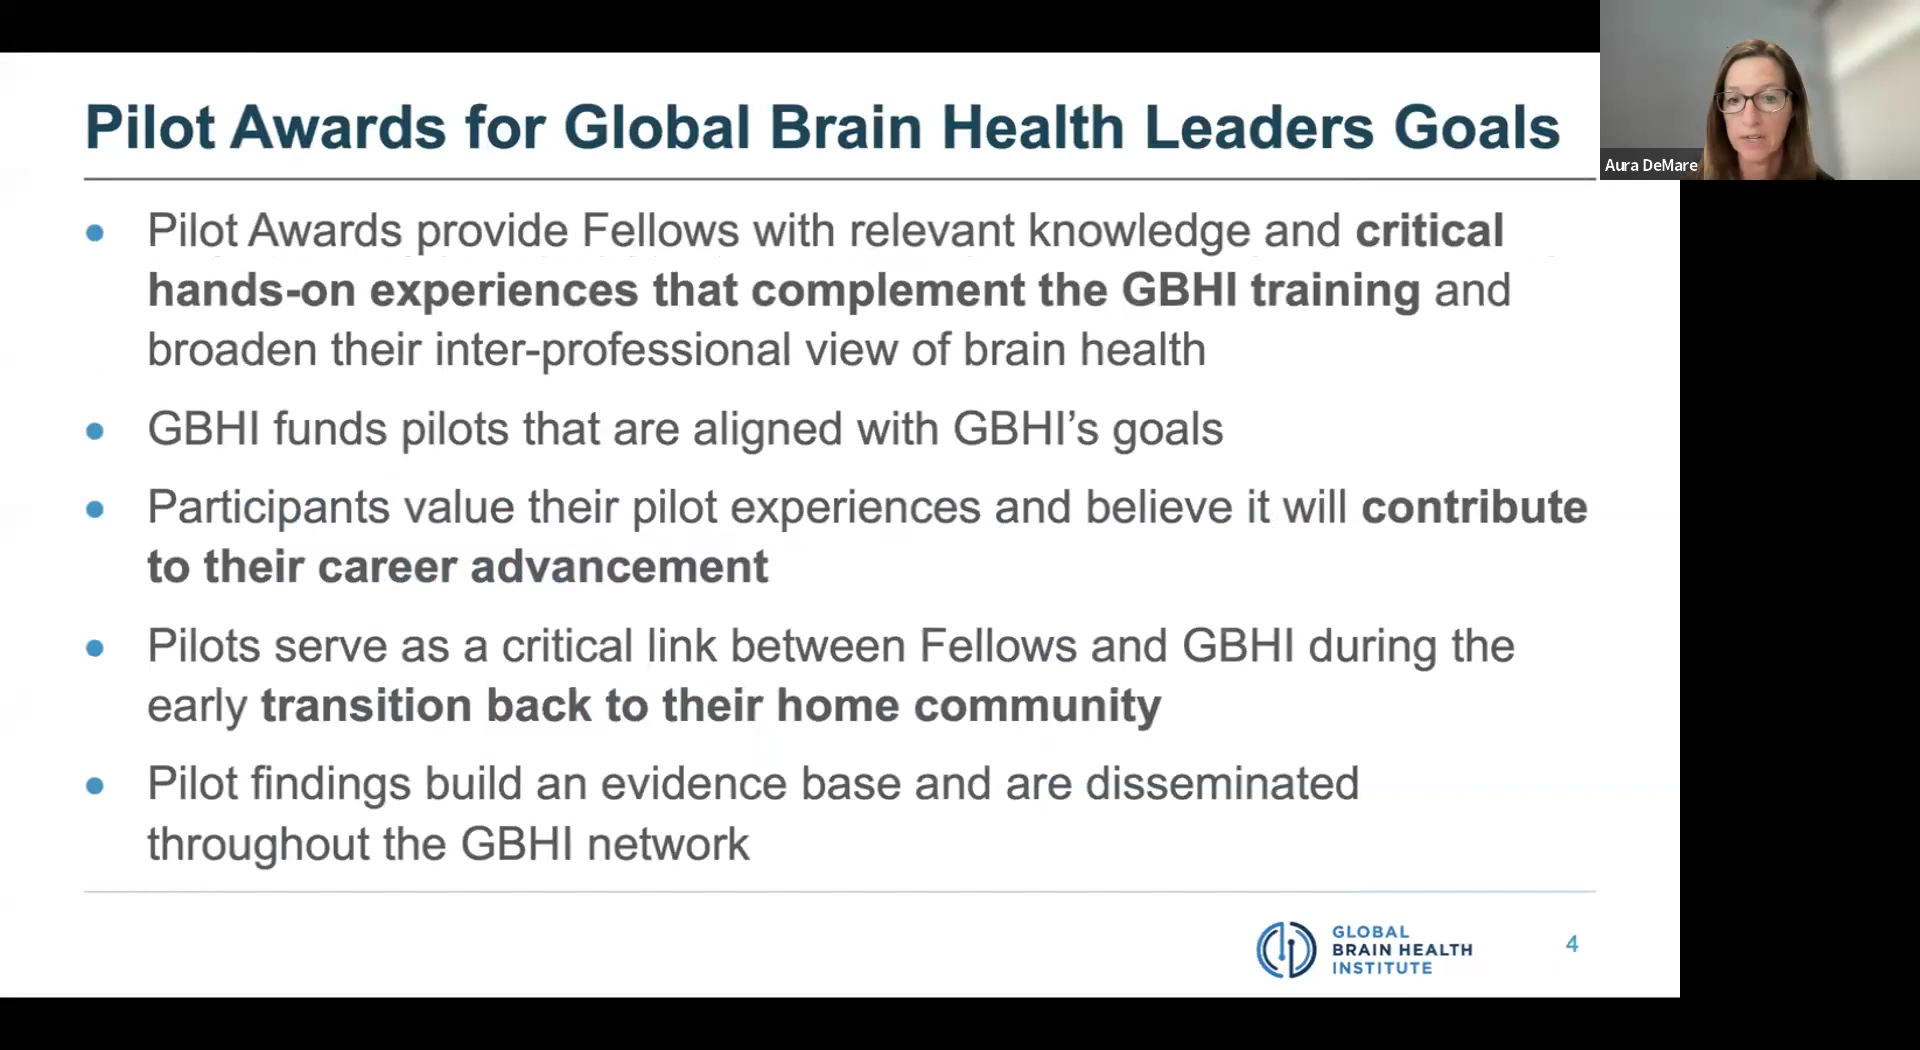 Pilot Awards for Global Brain Health Leaders Goals
Aura DeMare
• Pilot Awards provide Fellows with relevant knowledge and critical
hands-on experiences that complement the GBHI training and
broaden their inter-professional view of brain health
• GBHI funds pilots that are aligned with GBHI’s goals
• Participants value their pilot experiences and believe it will contribute
to their career advancement
• Pilots serve as a critical link between Fellows and GBHI during the
early transition back to their home community
• Pilot findings build an evidence base and are disseminated
throughout the GBHI network
GLOBAL
BRAIN HEALTH
INSTITUTE
4